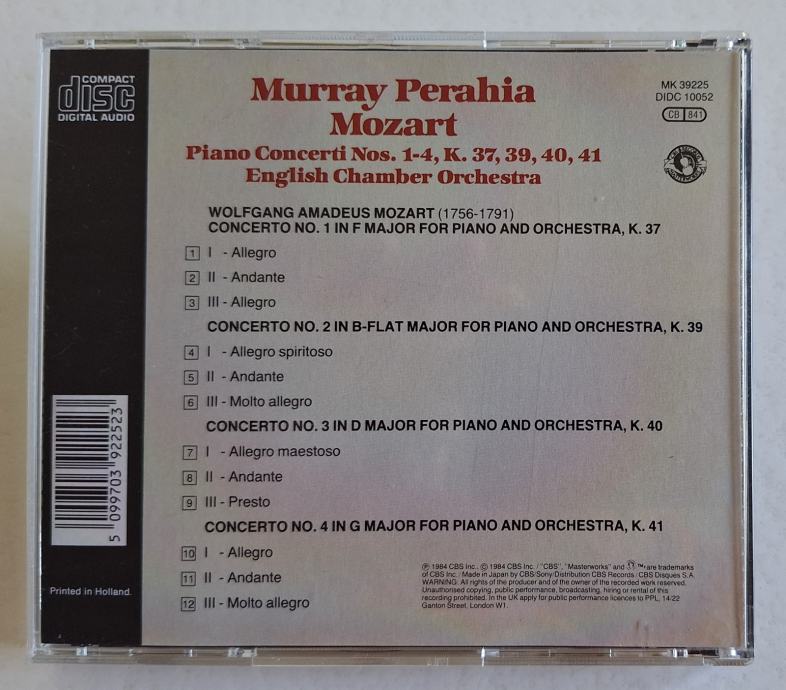 COMPACT
disc
DIGITAL AUDIO
Murray Perahia
Mozart
Piano Concerti Nos. 1-4, K. 37, 39, 40, 41
English Chamber Orchestra
MK 39225
DIDC 10052
CB 841
WOLFGANG AMADEUS MOZART (1756-1791)
CONCERTO NO. 1 IN F MAJOR FOR PIANO AND ORCHESTRA, K. 37
1 I - Allegro
2 II - Andante
3 III - Allegro
CONCERTO NO. 2 IN B-FLAT MAJOR FOR PIANO AND ORCHESTRA, K. 39
4 I - Allegro spiritoso
5 II - Andante
6 III - Molto allegro
CONCERTO NO. 3 IN D MAJOR FOR PIANO AND ORCHESTRA, K. 40
7 I - Allegro maestoso
8 II - Andante
9 III - Presto
CONCERTO NO. 4 IN G MAJOR FOR PIANO AND ORCHESTRA, K. 41
10 I - Allegro
11 II - Andante
12 III - Molto allegro
5 099703 922523
Printed in Holland.
℗ 1984 CBS Inc., © 1984 CBS Inc. / "CBS", "Masterworks" and ™ are trademarks
of CBS Inc. / Made in Japan by CBS/Sony/Distribution CBS Records / CBS Disques S.A.
WARNING: All rights of the producer and of the owner of the recorded work reserved.
Unauthorised copying, public performance, broadcasting, hiring or rental of this
recording prohibited. In the UK apply for public performance licences to PPL, 14/22
Ganton Street, London W1.